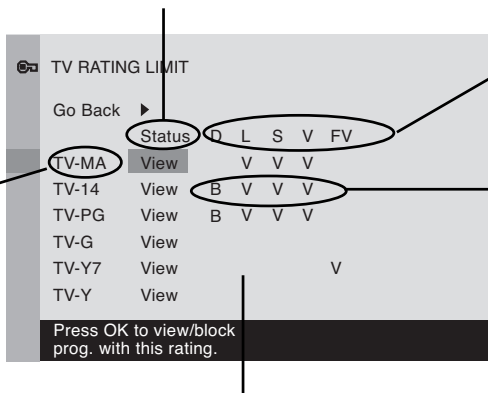 TV RATING LIMIT
Go Back
Status D L S V FV
TV-MA View V V V
TV-14 View B V V V
TV-PG View B V V V
TV-G View
TV-Y7 View V
TV-Y View
Press OK to view/block
prog. with this rating.